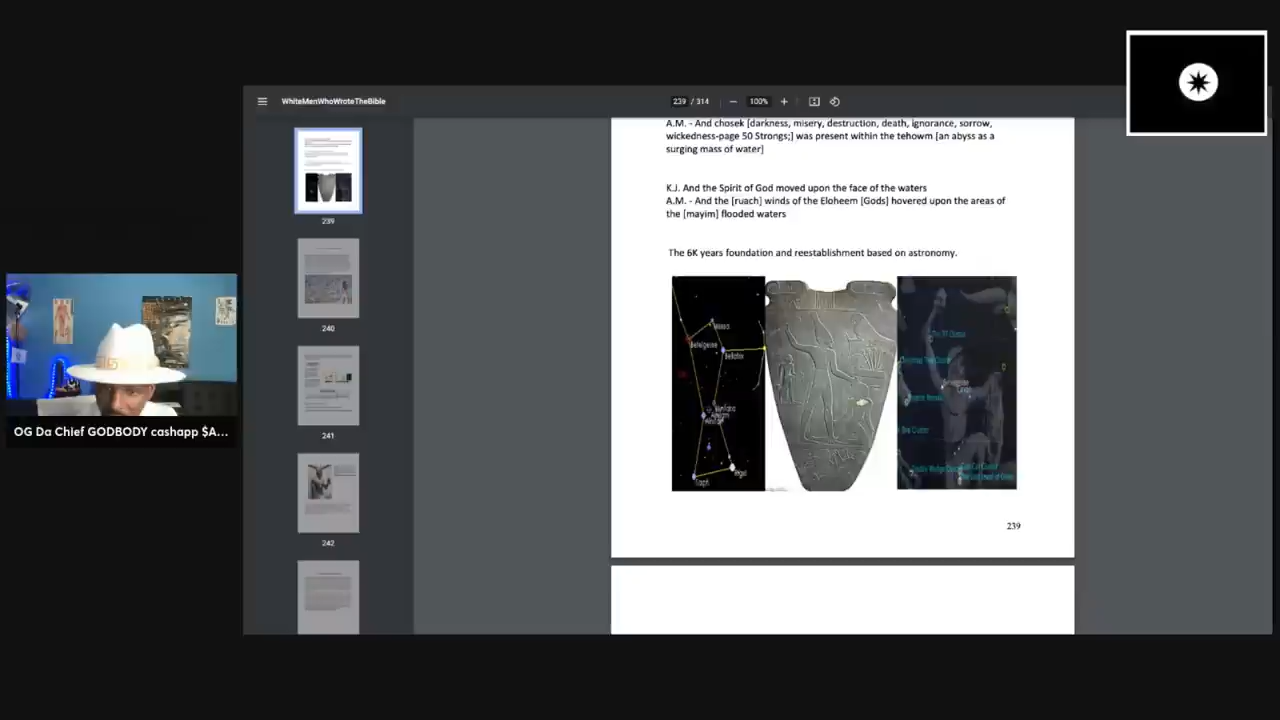 WhiteMenWhoWroteTheBible
239 / 314
100%
A.M. - And chosek [darkness, misery, destruction, death, ignorance, sorrow,
wickedness-page 50 Strongs;] was present within the tehowm [an abyss as a
surging mass of water]
K.J. And the Spirit of God moved upon the face of the waters
A.M. - And the [ruach] winds of the Eloheem [Gods] hovered upon the areas of
the [mayim] flooded waters
The 6K years foundation and reestablishment based on astronomy.
Betelgeuse
Bellatrix
Rigel
239
239
240
241
242
OG Da Chief GODBODY cashapp $A...